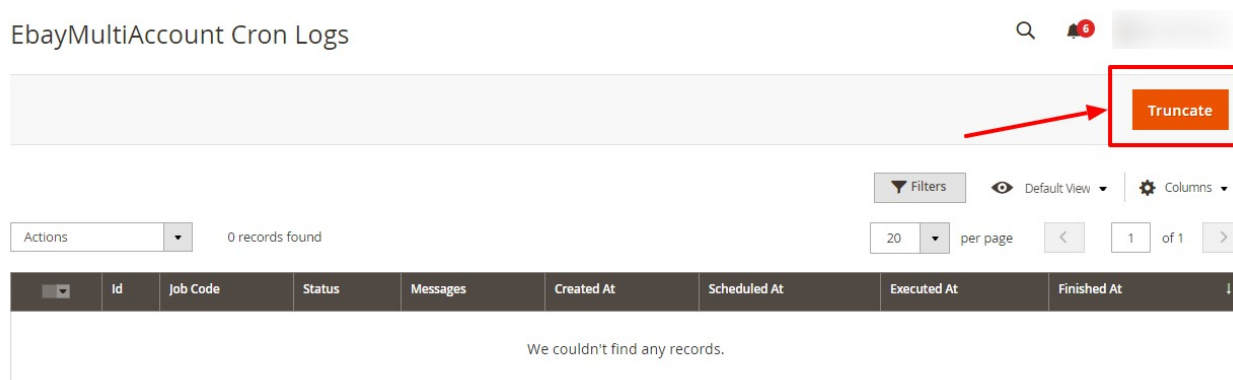 EbayMultiAccount Cron Logs
6
Truncate
Filters
Default View
Columns
Actions
0 records found
20
per page
1
of 1
Id
Job Code
Status
Messages
Created At
Scheduled At
Executed At
Finished At
We couldn't find any records.